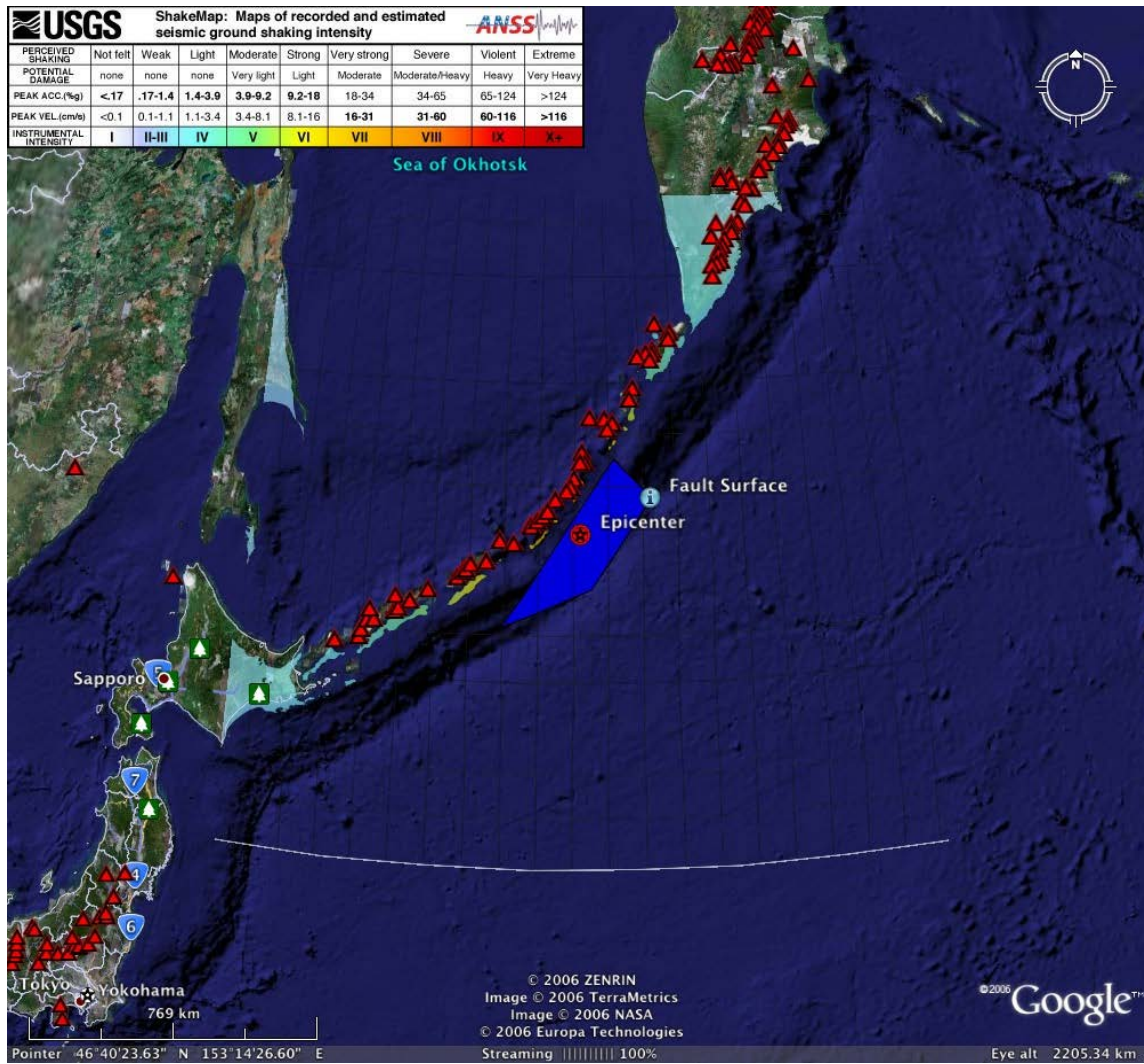 USGS
ShakeMap: Maps of recorded and estimated
seismic ground shaking intensity
ANSS
PERCEIVED SHAKING Not felt Weak Light Moderate Strong Very strong Severe Violent Extreme
POTENTIAL DAMAGE none none none Very light Light Moderate Moderate/Heavy Heavy Very Heavy
PEAK ACC.(%g) <.17 .17-1.4 1.4-3.9 3.9-9.2 9.2-18 18-34 34-65 65-124 >124
PEAK VEL.(cm/s) <0.1 0.1-1.1 1.1-3.4 3.4-8.1 8.1-16 16-31 31-60 60-116 >116
INSTRUMENTAL INTENSITY I II-III IV V VI VII VIII IX X+
N
Sea of Okhotsk
Fault Surface
Epicenter
5
Sapporo
7
4
6
Tokyo
Yokohama
769 km
© 2006 ZENRIN
Image © 2006 TerraMetrics
Image © 2006 NASA
© 2006 Europa Technologies
©2006 Google™
Pointer 46°40'23.63" N 153°14'26.60" E
Streaming |||||||||| 100%
Eye alt 2205.34 km